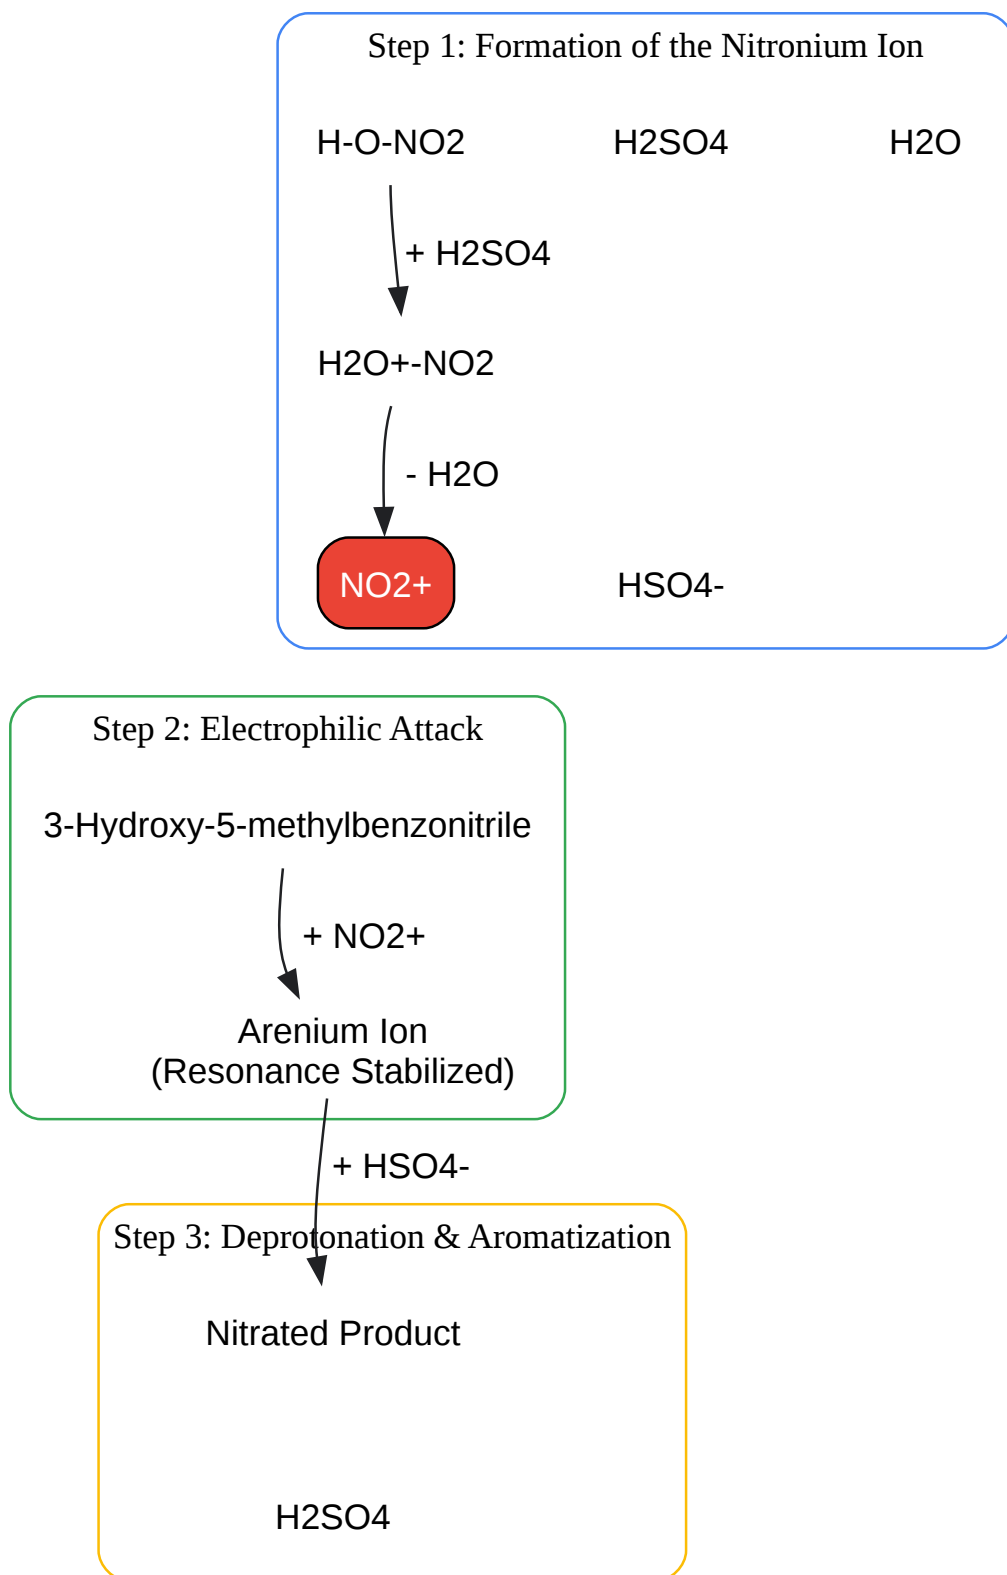 Step 1: Formation of the Nitronium Ion
H-O-NO2
H2SO4
H2O
+ H2SO4
H2O+-NO2
- H2O
NO2+
HSO4-
Step 2: Electrophilic Attack
3-Hydroxy-5-methylbenzonitrile
+ NO2+
Arenium Ion
(Resonance Stabilized)
+ HSO4-
Step 3: Deprotonation & Aromatization
Nitrated Product
H2SO4